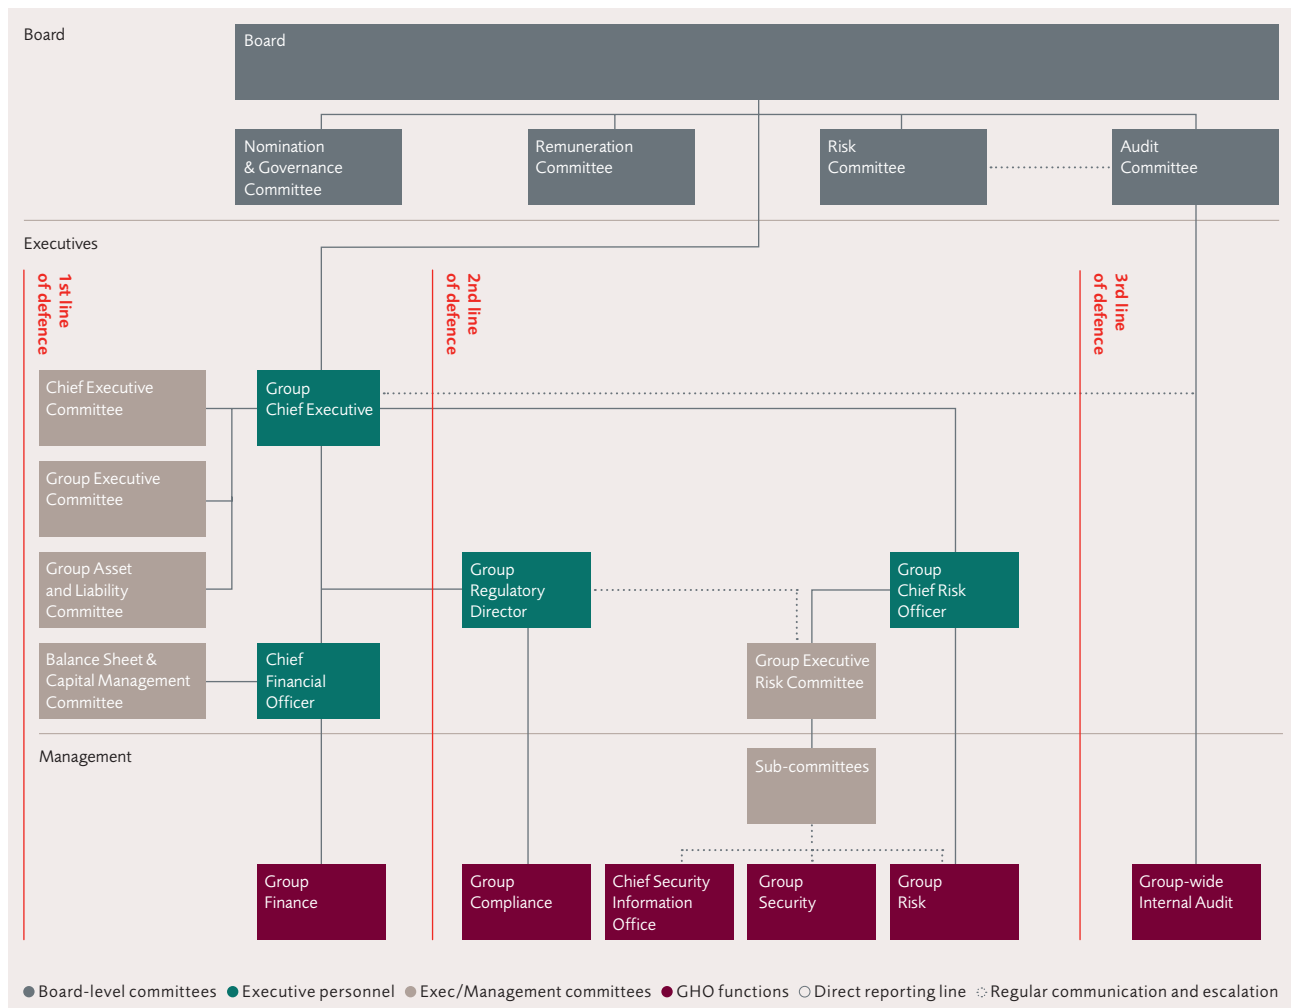 Board
Board
Nomination
& Governance
Committee
Remuneration
Committee
Risk
Committee
Audit
Committee
Executives
1st line
of defence
2nd line
of defence
3rd line
of defence
Chief Executive
Committee
Group
Chief Executive
Group Executive
Committee
Group Asset
and Liability
Committee
Group
Regulatory
Director
Group
Chief Risk
Officer
Balance Sheet &
Capital Management
Committee
Chief
Financial
Officer
Group Executive
Risk Committee
Management
Sub-committees
Group
Finance
Group
Compliance
Chief Security
Information
Office
Group
Security
Group
Risk
Group-wide
Internal Audit
Board-level committees Executive personnel Exec/Management committees GHO functions Direct reporting line Regular communication and escalation